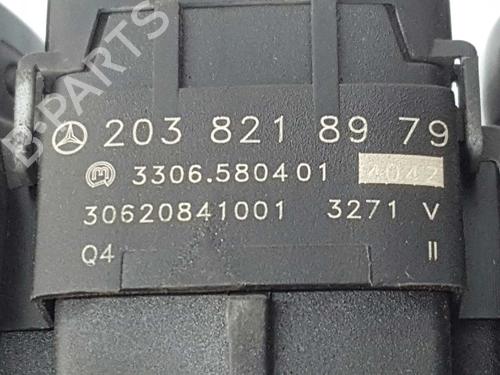 B-PARTS
203 821 89 79
3306.580401 4042
30620841001 3271 V
Q4 II